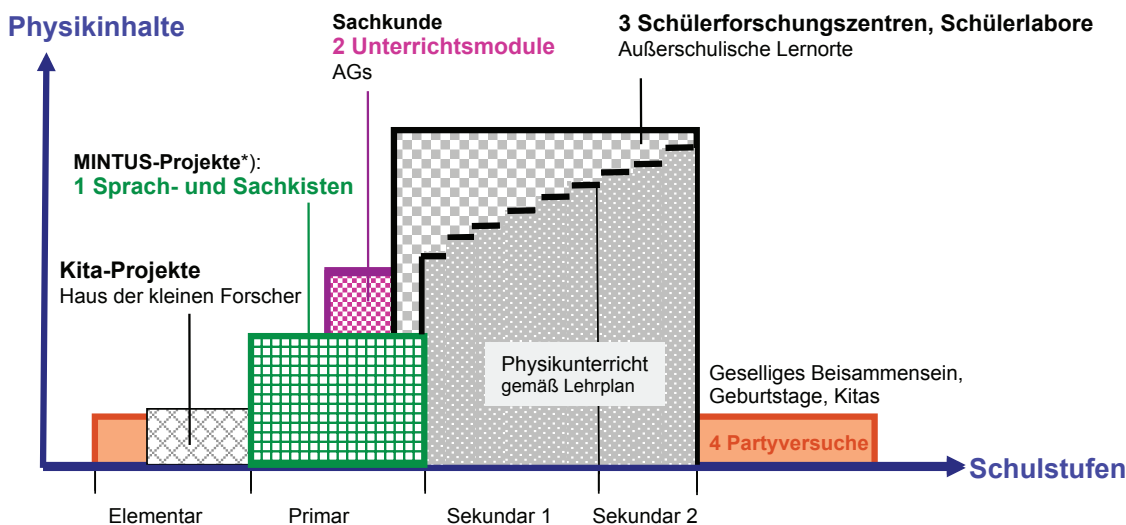 Physikinhalte
Sachkunde
2 Unterrichtsmodule
AGs
3 Schülerforschungszentren, Schülerlabore
Außerschulische Lernorte
MINTUS-Projekte*):
1 Sprach- und Sachkisten
Kita-Projekte
Haus der kleinen Forscher
Physikunterricht
gemäß Lehrplan
Geselliges Beisammensein,
Geburtstage, Kitas
4 Partyversuche
Schulstufen
Elementar
Primar
Sekundar 1
Sekundar 2